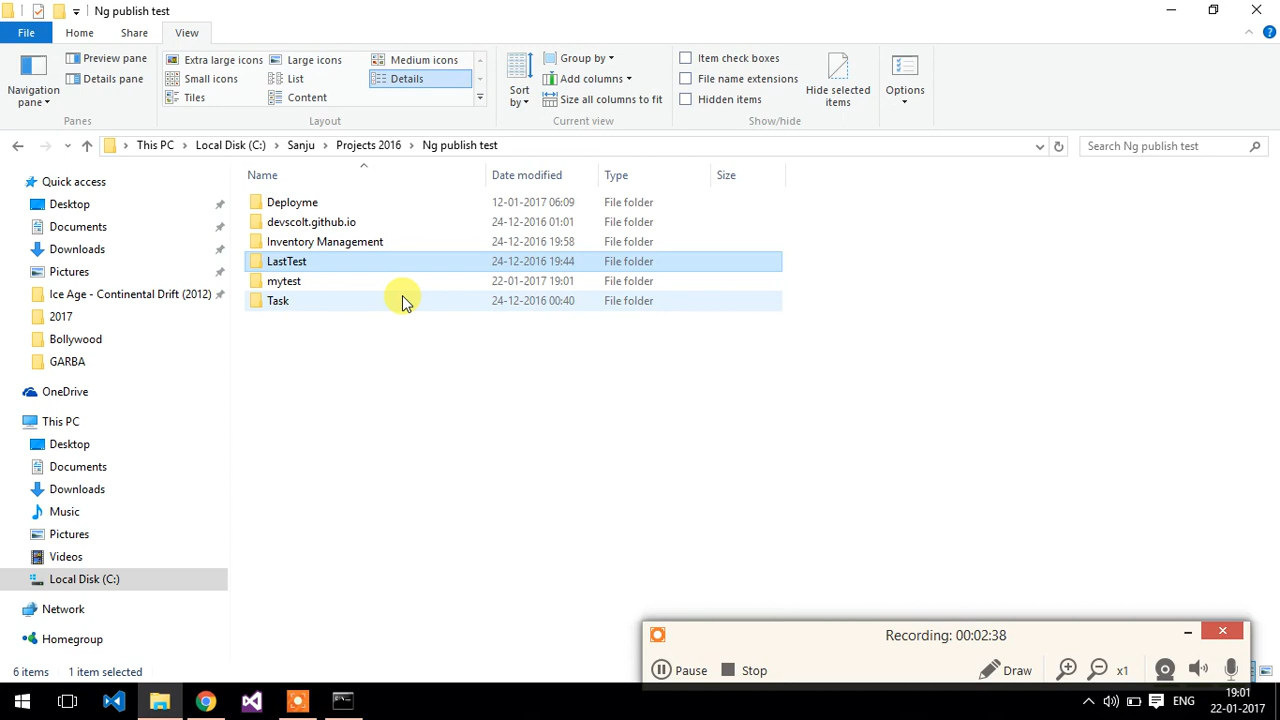 Ng publish test
File Home Share View
Navigation pane
Preview pane
Details pane
Panes
Extra large icons Large icons Medium icons
Small icons List Details
Tiles Content
Layout
Sort by
Group by
Add columns
Size all columns to fit
Current view
Item check boxes
File name extensions
Hidden items
Hide selected items
Show/hide
Options
This PC Local Disk (C:) Sanju Projects 2016 Ng publish test
Search Ng publish test
Quick access
Desktop
Documents
Downloads
Pictures
Ice Age - Continental Drift (2012)
2017
Bollywood
GARBA
OneDrive
This PC
Desktop
Documents
Downloads
Music
Pictures
Videos
Local Disk (C:)
Network
Homegroup
Name Date modified Type Size
Deployme 12-01-2017 06:09 File folder
devscolt.github.io 24-12-2016 01:01 File folder
Inventory Management 24-12-2016 19:58 File folder
LastTest 24-12-2016 19:44 File folder
mytest 22-01-2017 19:01 File folder
Task 24-12-2016 00:40 File folder
Recording: 00:02:38
Pause Stop Draw x1
6 items 1 item selected
ENG
19:01
22-01-2017